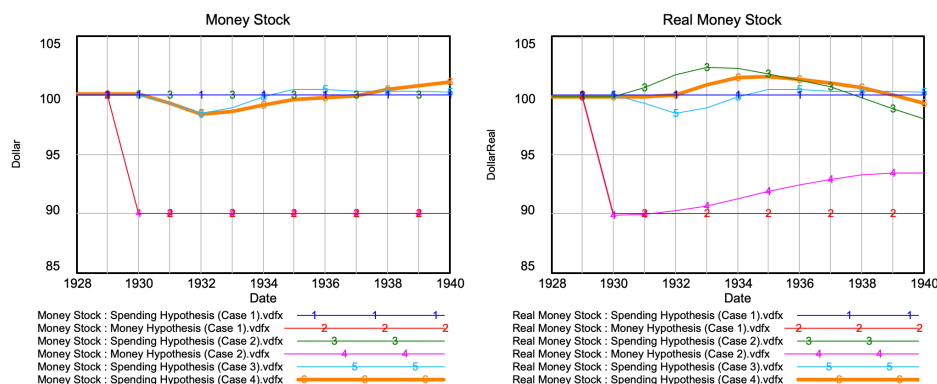 Money Stock
105
100
95
90
85
Dollar
1928 1930 1932 1934 1936 1938 1940
Date
Money Stock : Spending Hypothesis (Case 1).vdfx
Money Stock : Money Hypothesis (Case 1).vdfx
Money Stock : Spending Hypothesis (Case 2).vdfx
Money Stock : Money Hypothesis (Case 2).vdfx
Money Stock : Spending Hypothesis (Case 3).vdfx
Money Stock : Spending Hypothesis (Case 4).vdfx
Real Money Stock
105
100
95
90
85
DollarReal
1928 1930 1932 1934 1936 1938 1940
Date
Real Money Stock : Spending Hypothesis (Case 1).vdfx
Real Money Stock : Money Hypothesis (Case 1).vdfx
Real Money Stock : Spending Hypothesis (Case 2).vdfx
Real Money Stock : Money Hypothesis (Case 2).vdfx
Real Money Stock : Spending Hypothesis (Case 3).vdfx
Real Money Stock : Spending Hypothesis (Case 4).vdfx